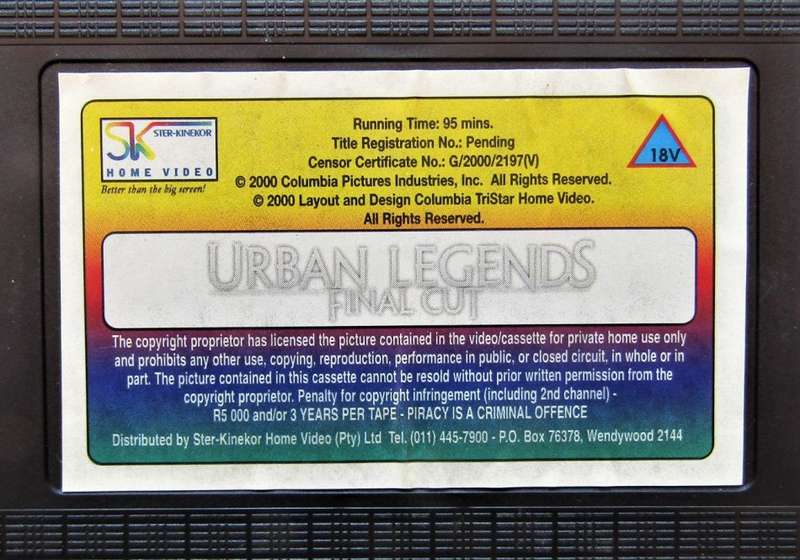 SK STER-KINEKOR
HOME VIDEO
Better than the big screen!
Running Time: 95 mins.
Title Registration No.: Pending
Censor Certificate No.: G/2000/2197(V)
© 2000 Columbia Pictures Industries, Inc. All Rights Reserved.
© 2000 Layout and Design Columbia TriStar Home Video.
All Rights Reserved.
18V
URBAN LEGENDS
FINAL CUT
The copyright proprietor has licensed the picture contained in the video/cassette for private home use only
and prohibits any other use, copying, reproduction, performance in public, or closed circuit, in whole or in
part. The picture contained in this cassette cannot be resold without prior written permission from the
copyright proprietor. Penalty for copyright infringement (including 2nd channel) -
R5 000 and/or 3 YEARS PER TAPE - PIRACY IS A CRIMINAL OFFENCE
Distributed by Ster-Kinekor Home Video (Pty) Ltd Tel. (011) 445-7900 - P.O. Box 76378, Wendywood 2144